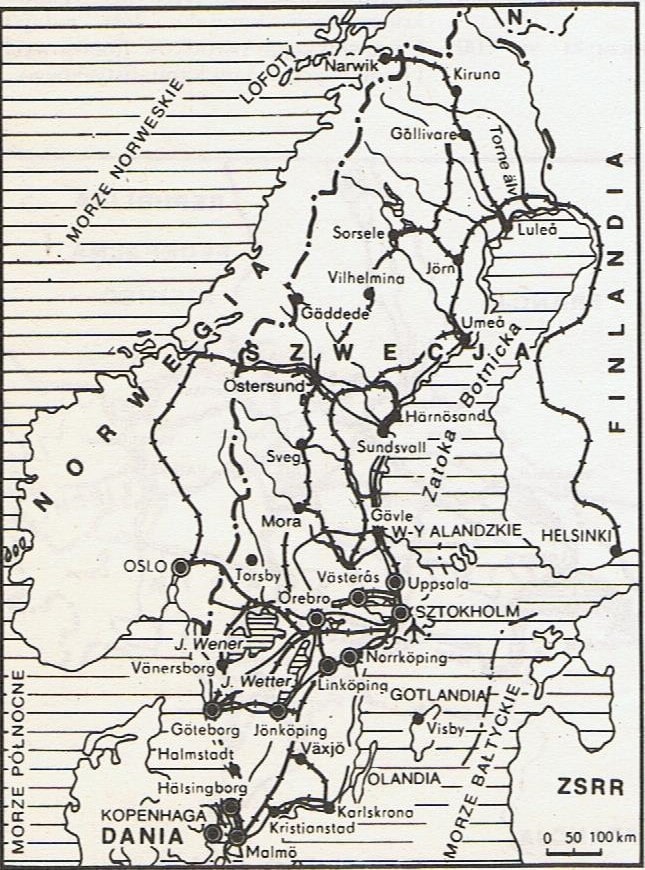 N.
Narwik
LOFOTY
Kiruna
MORZE NORWESKIE
Gällivare
Torne älv
FINLANDIA
Sorsele
Luleå
Jörn
Vilhelmina
Gäddede
Umeå
NORWEGIA
SZWECJA
Östersund
Zatoka Botnicka
Härnösand
Sundsvall
Sveg
Mora
Gävle
W-Y ALANDZKIE
HELSINKI
OSLO
Torsby
Västerås
Uppsala
Örebro
SZTOKHOLM
J. Wener
Vänersborg
J. Wetter
Norrköping
Linköping
GOTLANDIA
MORZE PÓŁNOCNE
Göteborg
Jönköping
Visby
Halmstadt
Växjö
MORZE BAŁTYCKIE
OLANDIA
ZSRR
Hälsingborg
KOPENHAGA
Karlskrona
DANIA
Kristianstad
Malmö
0 50 100 km